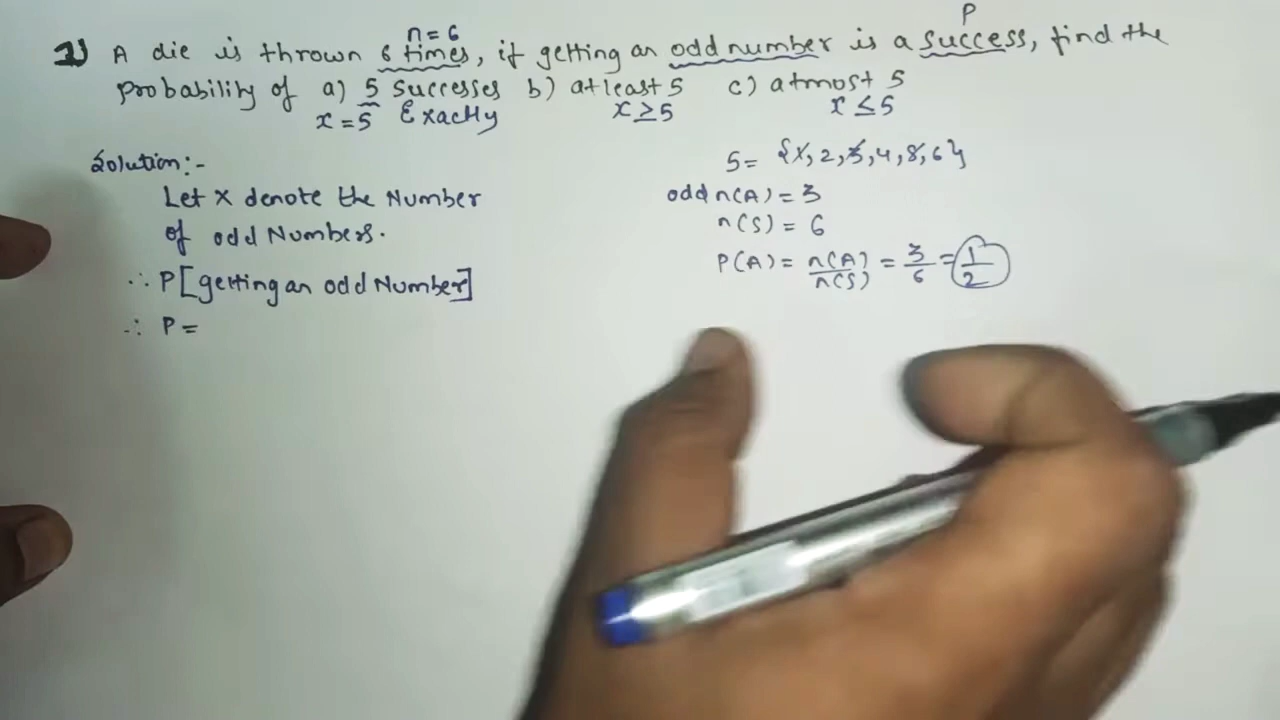 P
n = 6
1) A die is thrown 6 times, if getting an odd number is a success, find the
probability of a) 5 successes b) atleast 5 c) atmost 5
x = 5 Exactly x ≥ 5 x ≤ 5
Solution:-
Let X denote the Number
of odd Numbers.
∴ P[getting an odd Number]
∴ P =
S = {1, 2, 3, 4, 5, 6}
odd n(A) = 3
n(S) = 6
P(A) = n(A)/n(S) = 3/6 = 1/2